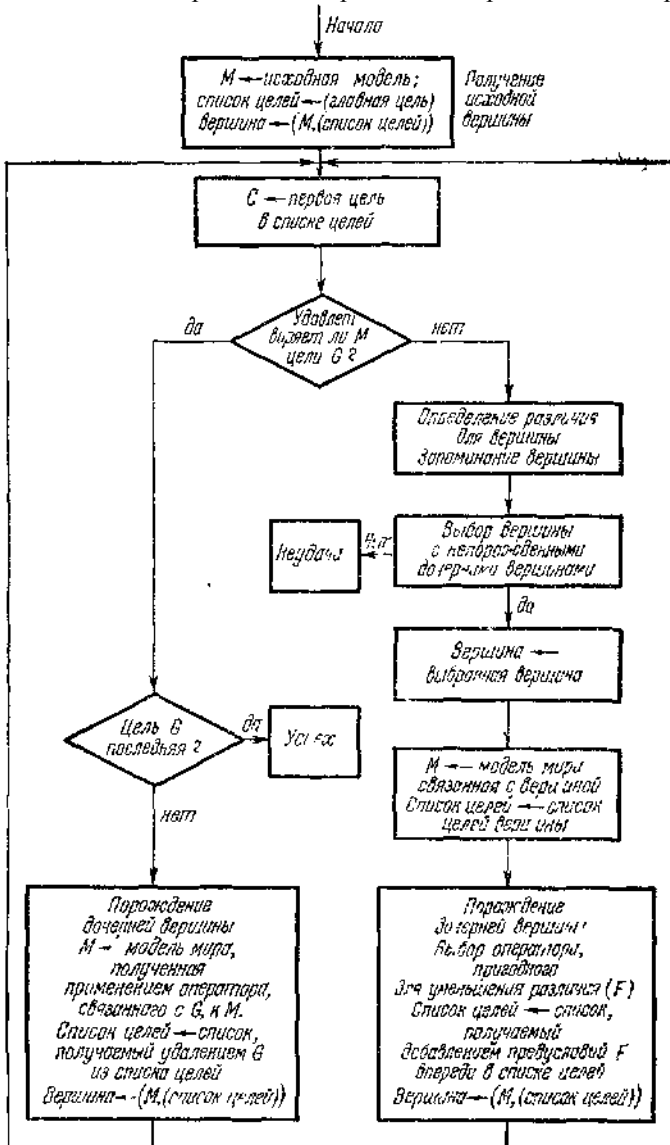 Начало
M ← исходная модель;
список целей ← (главная цель)
Вершина ← (M, (список целей))
Получение
исходной
вершины
C ← первая цель
в списке целей
Удовлет
воряет ли M
цели G ?
да
нет
Определение различия
для вершины
Запоминание вершины
Выбор вершины
с непорожденными
дочерними вершинами
Неудача
да
Вершина ←
выбранная вершина
Цель G
последняя ?
да
Успех
нет
M ← модель мира
связанная с вершиной
Список целей ← список
целей вершины
Порождение
дочерней вершины
M ← модель мира,
полученная
применением оператора,
связанного с G, к M.
Список целей ← список,
получаемый удалением G
из списка целей
Вершина ← (M, (список целей))
Порождение
дочерней вершины
Выбор оператора,
пригодного
для уменьшения различия (F)
Список целей ← список,
получаемый
добавлением предусловий F
впереди в списке целей
Вершина ← (M, (список целей))